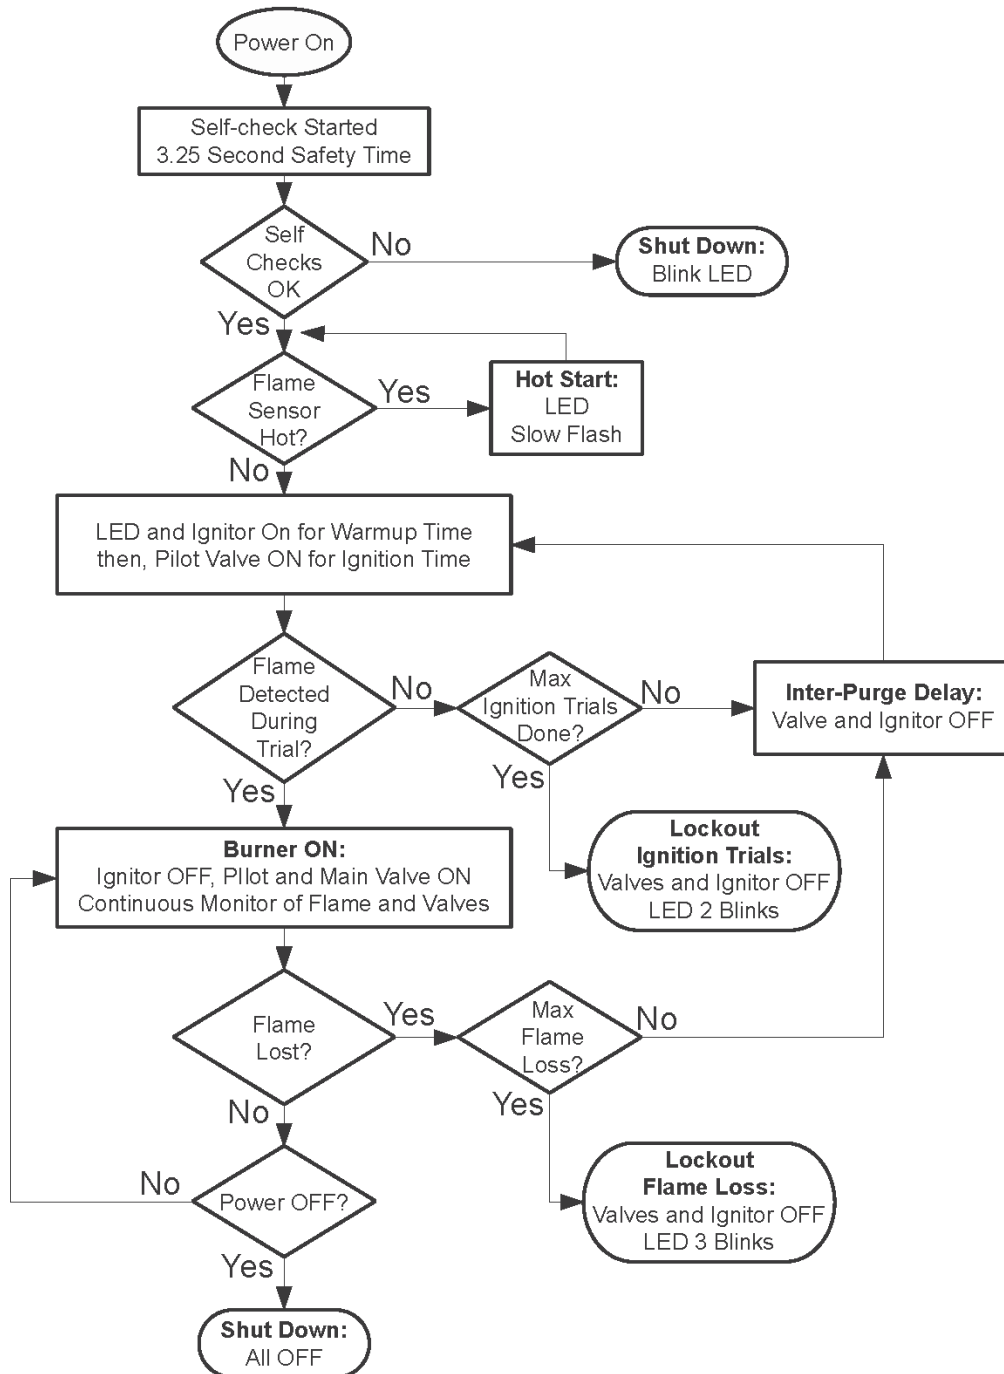 Power On
Self-check Started
3.25 Second Safety Time
Self
Checks
OK
No
Shut Down:
Blink LED
Yes
Flame
Sensor
Hot?
Yes
Hot Start:
LED
Slow Flash
No
LED and Ignitor On for Warmup Time
then, Pilot Valve ON for Ignition Time
Flame
Detected
During
Trial?
No
Max
Ignition Trials
Done?
No
Inter-Purge Delay:
Valve and Ignitor OFF
Yes
Yes
Lockout
Ignition Trials:
Valves and Ignitor OFF
LED 2 Blinks
Burner ON:
Ignitor OFF, PIlot and Main Valve ON
Continuous Monitor of Flame and Valves
Flame
Lost?
Yes
Max
Flame
Loss?
No
Yes
No
Lockout
Flame Loss:
Valves and Ignitor OFF
LED 3 Blinks
Power OFF?
No
Yes
Shut Down:
All OFF